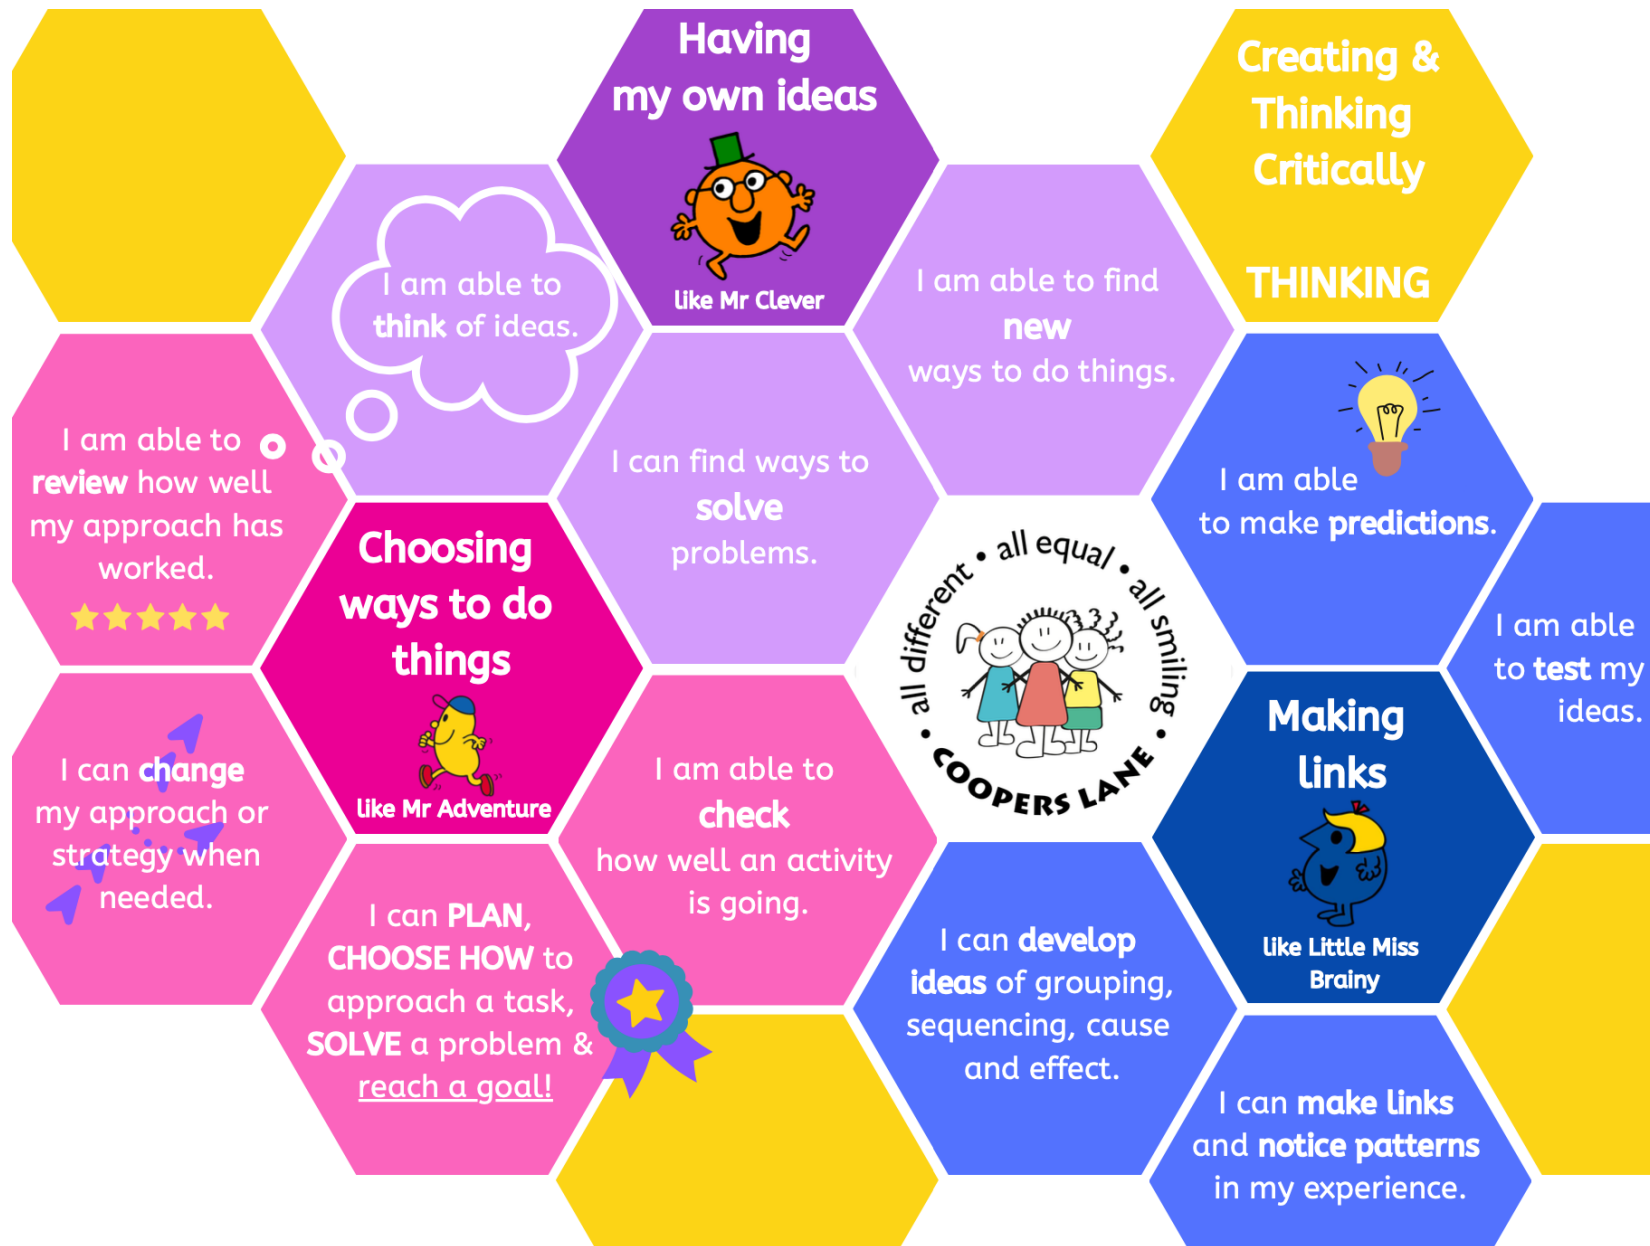 Having
my own ideas
like Mr Clever
Creating &
Thinking
Critically
THINKING
I am able to
think of ideas.
I am able to find
new
ways to do things.
I can find ways to
solve
problems.
I am able to
review how well
my approach has
worked.
Choosing
ways to do
things
like Mr Adventure
I am able
to make predictions.
all different • all equal • all smiling •
COOPERS LANE •
I am able
to test my
ideas.
Making
links
like Little Miss
Brainy
I can change
my approach or
strategy when
needed.
I am able to
check
how well an activity
is going.
I can PLAN,
CHOOSE HOW to
approach a task,
SOLVE a problem &
reach a goal!
I can develop
ideas of grouping,
sequencing, cause
and effect.
I can make links
and notice patterns
in my experience.